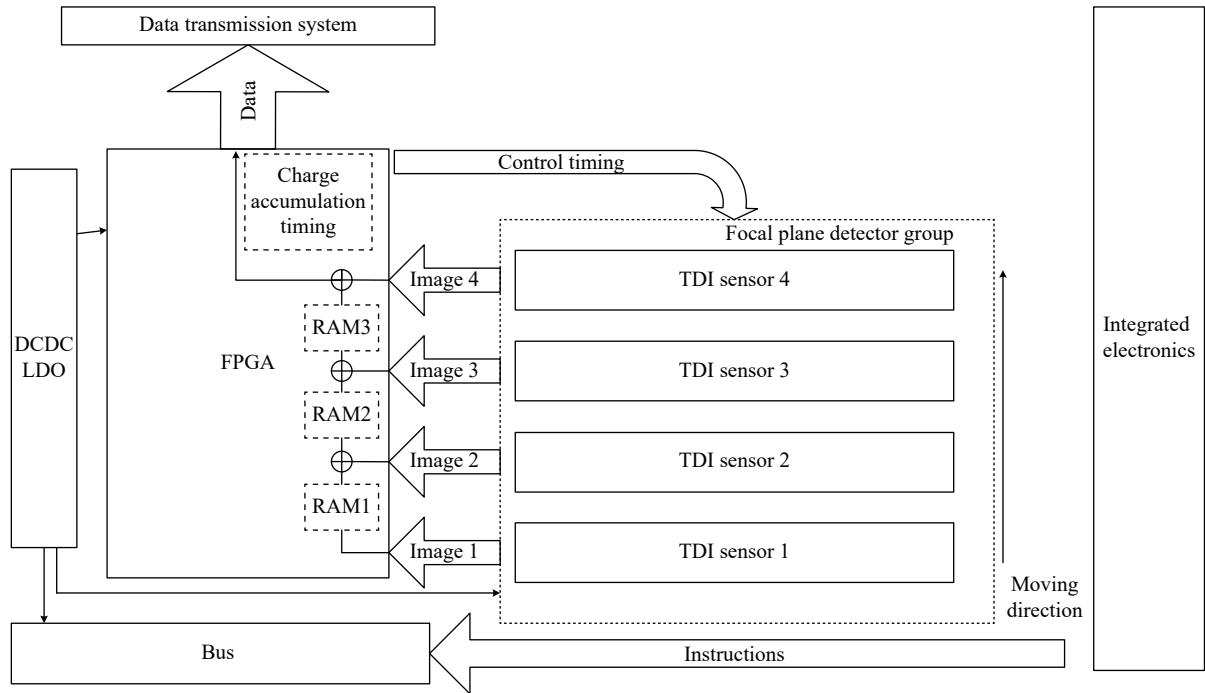 Data transmission system
Data
Control timing
Charge
accumulation
timing
Focal plane detector group
Image 4
TDI sensor 4
RAM3
Integrated
electronics
DCDC
LDO
FPGA
Image 3
TDI sensor 3
RAM2
Image 2
TDI sensor 2
RAM1
Image 1
TDI sensor 1
Moving
direction
Bus
Instructions